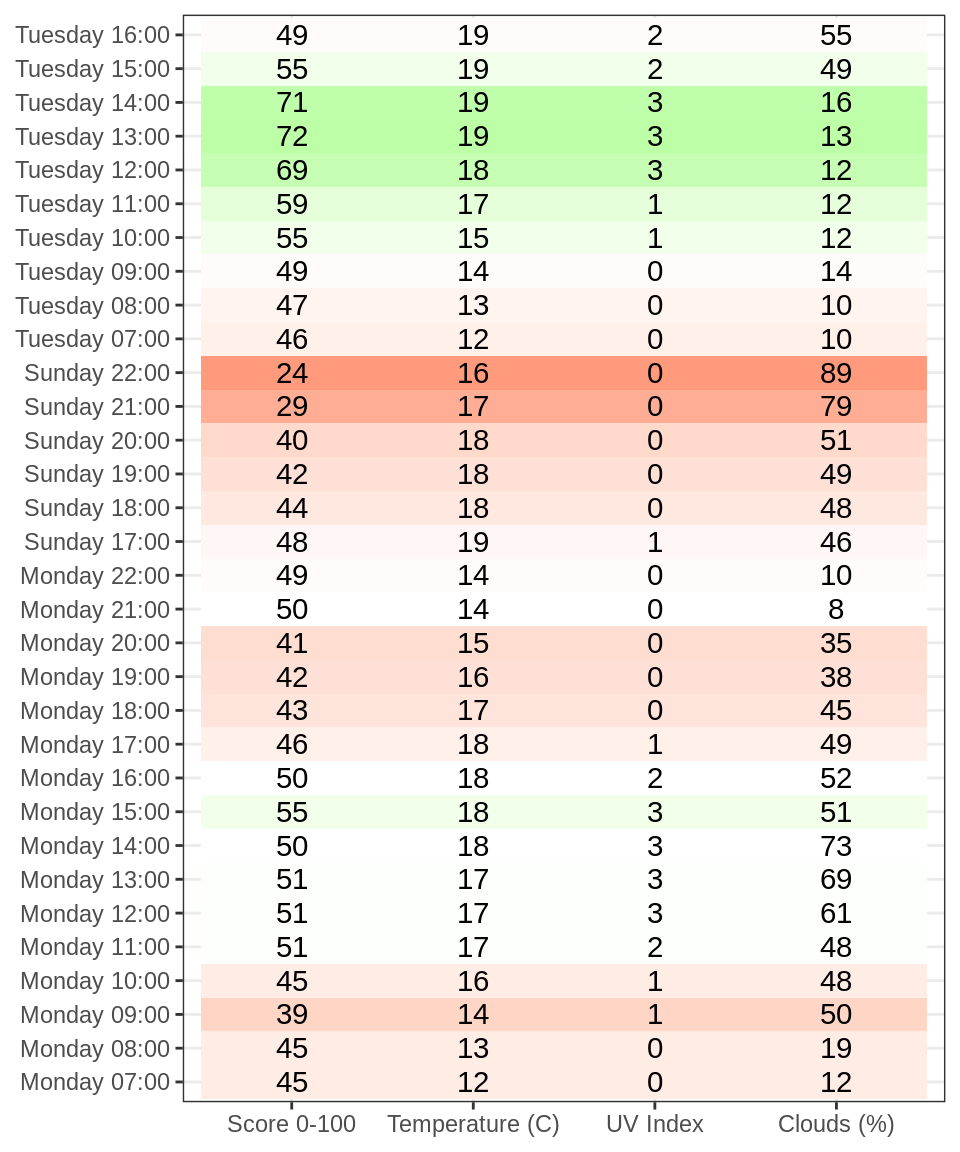 Tuesday 16:00 49 19 2 55
Tuesday 15:00 55 19 2 49
Tuesday 14:00 71 19 3 16
Tuesday 13:00 72 19 3 13
Tuesday 12:00 69 18 3 12
Tuesday 11:00 59 17 1 12
Tuesday 10:00 55 15 1 12
Tuesday 09:00 49 14 0 14
Tuesday 08:00 47 13 0 10
Tuesday 07:00 46 12 0 10
Sunday 22:00 24 16 0 89
Sunday 21:00 29 17 0 79
Sunday 20:00 40 18 0 51
Sunday 19:00 42 18 0 49
Sunday 18:00 44 18 0 48
Sunday 17:00 48 19 1 46
Monday 22:00 49 14 0 10
Monday 21:00 50 14 0 8
Monday 20:00 41 15 0 35
Monday 19:00 42 16 0 38
Monday 18:00 43 17 0 45
Monday 17:00 46 18 1 49
Monday 16:00 50 18 2 52
Monday 15:00 55 18 3 51
Monday 14:00 50 18 3 73
Monday 13:00 51 17 3 69
Monday 12:00 51 17 3 61
Monday 11:00 51 17 2 48
Monday 10:00 45 16 1 48
Monday 09:00 39 14 1 50
Monday 08:00 45 13 0 19
Monday 07:00 45 12 0 12
Score 0-100 Temperature (C) UV Index Clouds (%)